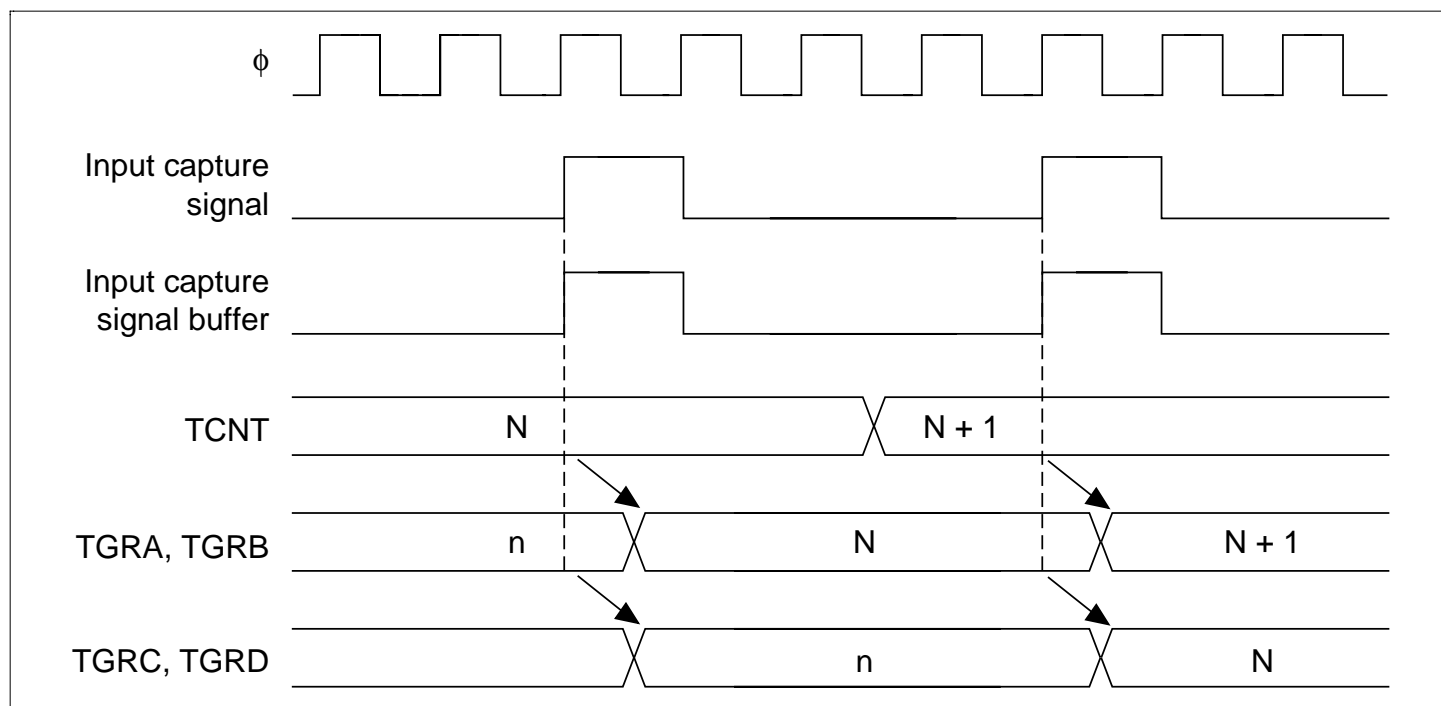 ϕ
Input capture
signal
Input capture
signal buffer
TCNT N N + 1
TGRA, TGRB n N N + 1
TGRC, TGRD n N